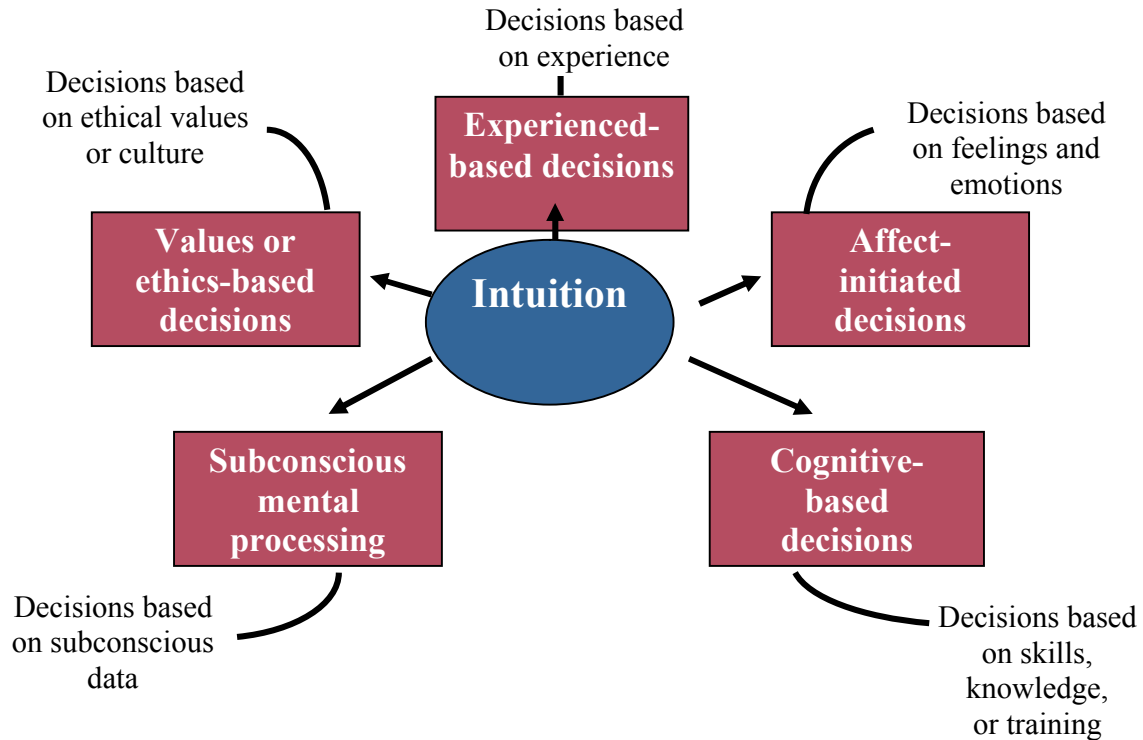 Decisions based
on experience
Experienced-
based decisions
Decisions based
on ethical values
or culture
Values or
ethics-based
decisions
Decisions based
on feelings and
emotions
Affect-
initiated
decisions
Intuition
Subconscious
mental
processing
Decisions based
on subconscious
data
Cognitive-
based
decisions
Decisions based
on skills,
knowledge,
or training